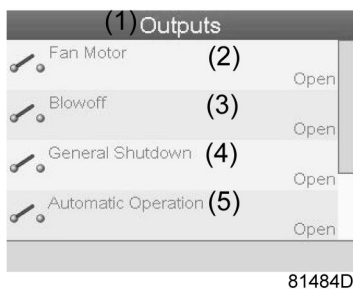 (1) Outputs
Fan Motor (2)
Open
Blowoff (3)
Open
General Shutdown (4)
Open
Automatic Operation (5)
Open
81484D